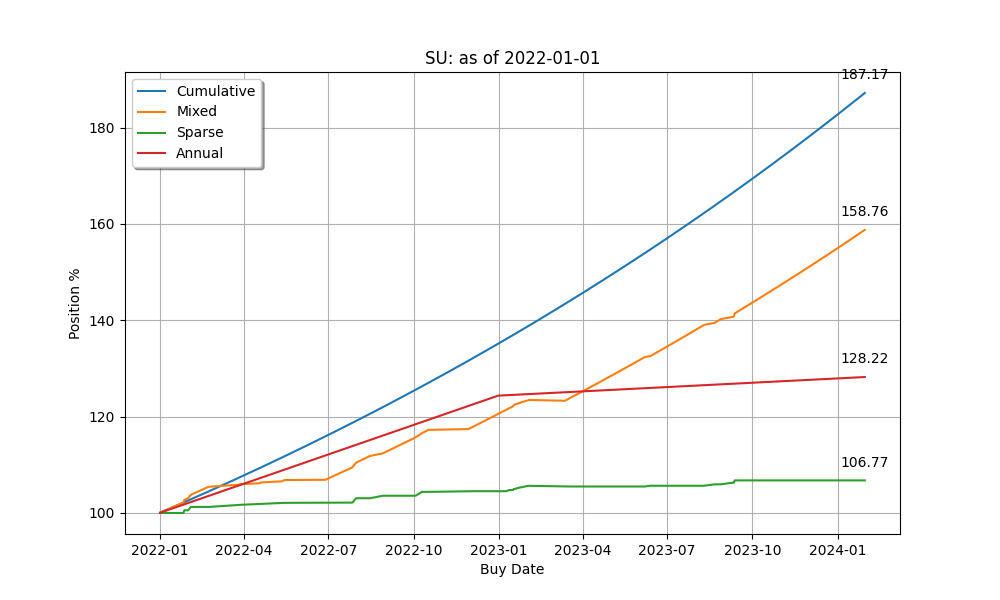 SU: as of 2022-01-01
Cumulative
Mixed
Sparse
Annual
187.17
158.76
128.22
106.77
180
160
140
120
100
Position %
2022-01 2022-04 2022-07 2022-10 2023-01 2023-04 2023-07 2023-10 2024-01
Buy Date